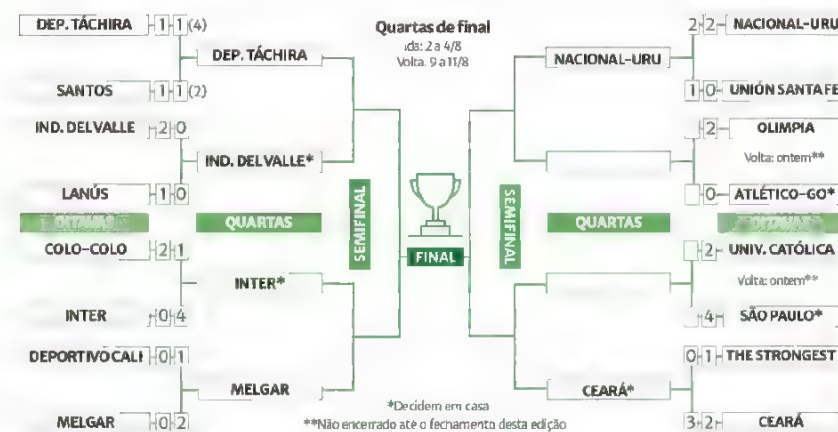 Quartas de final
Ida: 2 a 4/8
Volta: 9 a 11/8
DEP. TÁCHIRA 1 1 (4)
SANTOS 1 1 (2)
DEP. TÁCHIRA
IND. DEL VALLE 2 0
LANÚS 1 0
IND. DEL VALLE*
QUARTAS
COLO-COLO 2 1
INTER 0 4
INTER*
DEPORTIVO CALI 0 1
MELGAR 0 2
MELGAR
SEMIFINAL
FINAL
SEMIFINAL
2 2 NACIONAL-URU
1 0 UNIÓN SANTA FE
NACIONAL-URU
2 OLIMPIA
Volta: ontem**
0 ATLÉTICO-GO*
QUARTAS
2 UNIV. CATÓLICA
Volta: ontem**
4 SÃO PAULO*
0 1 THE STRONGEST
3 2 CEARÁ
CEARÁ*
*Decidem em casa
**Não encerrado até o fechamento desta edição